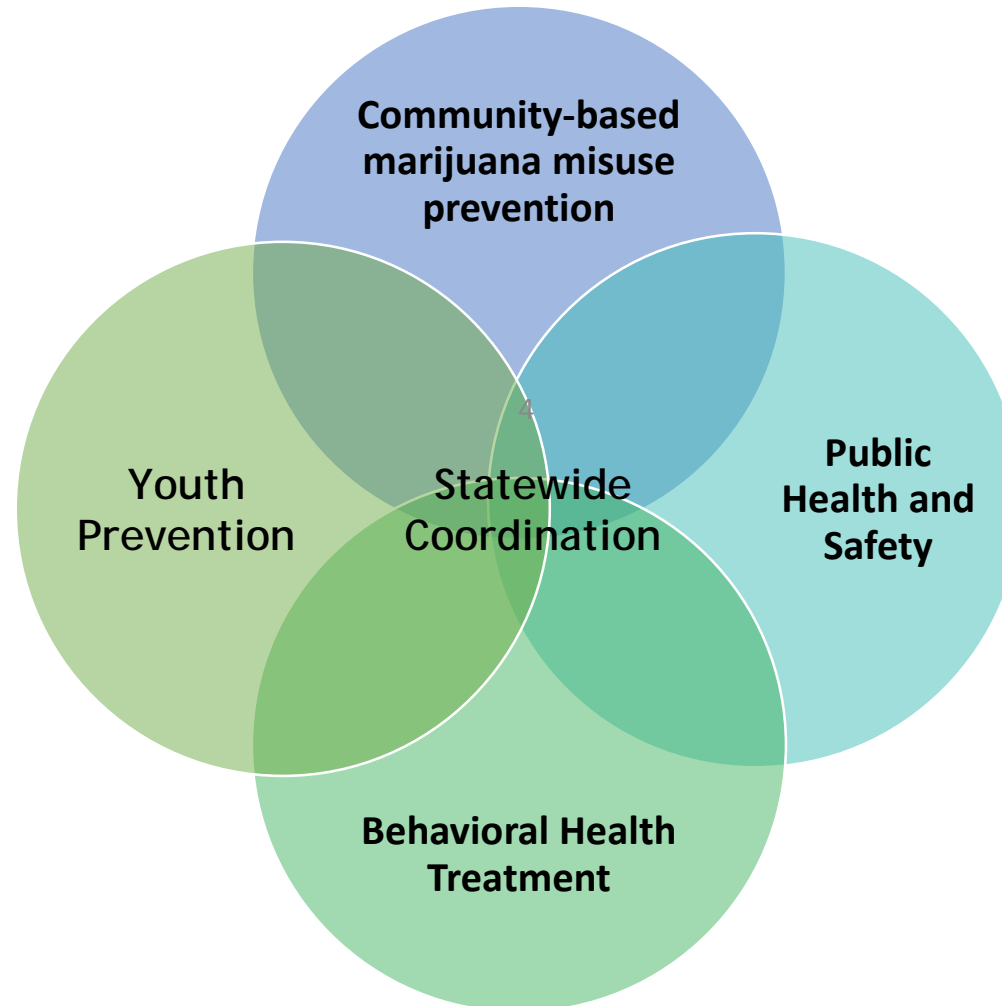 Community-based
marijuana misuse
prevention
4
Youth
Prevention
Statewide
Coordination
Public
Health and
Safety
Behavioral Health
Treatment